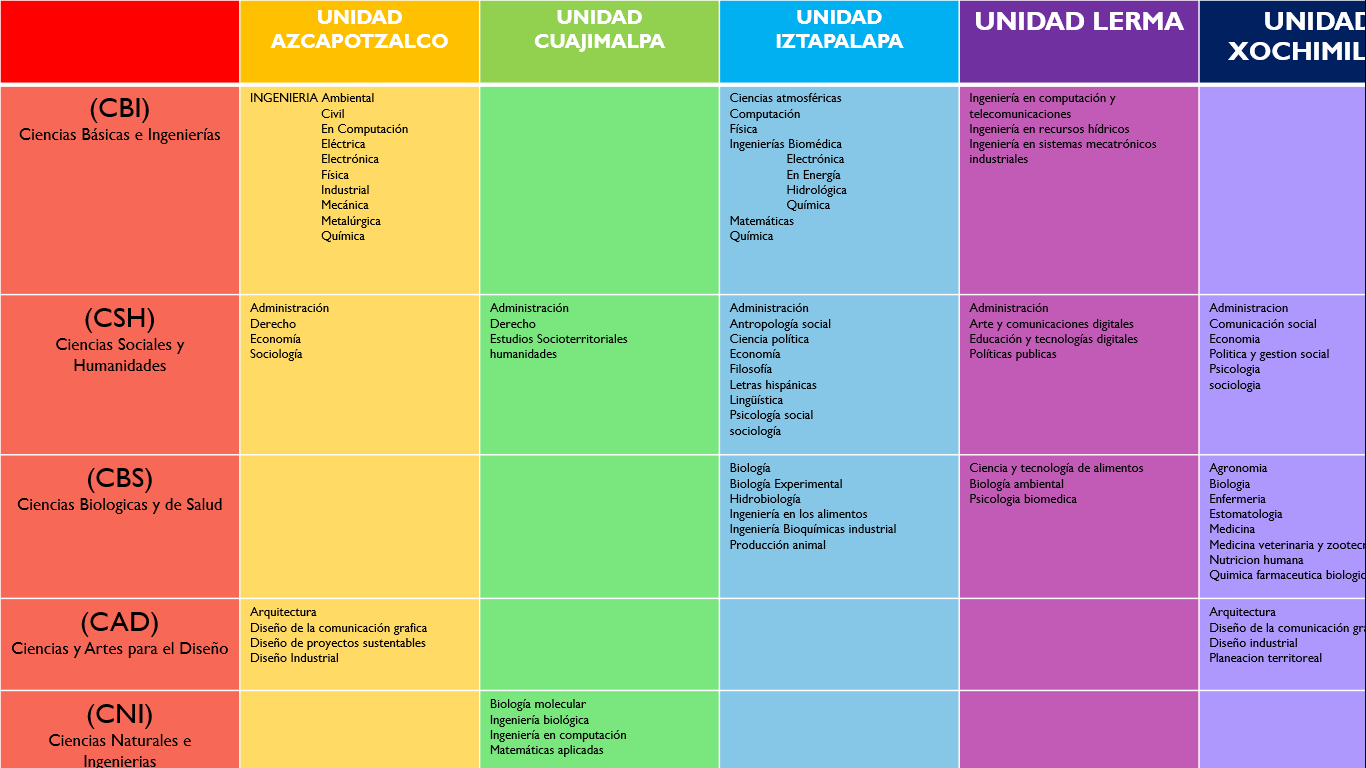 UNIDAD
AZCAPOTZALCO
UNIDAD
CUAJIMALPA
UNIDAD
IZTAPALAPA
UNIDAD LERMA
UNIDAD
XOCHIMIL
(CBI)
Ciencias Básicas e Ingenierías
INGENIERIA Ambiental
Civil
En Computación
Eléctrica
Electrónica
Física
Industrial
Mecánica
Metalúrgica
Química
Ciencias atmosféricas
Computación
Física
Ingenierías Biomédica
Electrónica
En Energía
Hidrológica
Química
Matemáticas
Química
Ingeniería en computación y
telecomunicaciones
Ingeniería en recursos hídricos
Ingeniería en sistemas mecatrónicos
industriales
(CSH)
Ciencias Sociales y
Humanidades
Administración
Derecho
Economía
Sociología
Administración
Derecho
Estudios Socioterritoriales
humanidades
Administración
Antropología social
Ciencia política
Economía
Filosofía
Letras hispánicas
Lingüística
Psicología social
sociología
Administración
Arte y comunicaciones digitales
Educación y tecnologías digitales
Políticas publicas
Administracion
Comunicación social
Economia
Politica y gestion social
Psicologia
sociologia
(CBS)
Ciencias Biologicas y de Salud
Biología
Biología Experimental
Hidrobiología
Ingeniería en los alimentos
Ingeniería Bioquímicas industrial
Producción animal
Ciencia y tecnología de alimentos
Biología ambiental
Psicologia biomedica
Agronomia
Biologia
Enfermeria
Estomatologia
Medicina
Medicina veterinaria y zootec
Nutricion humana
Quimica farmaceutica biologic
(CAD)
Ciencias y Artes para el Diseño
Arquitectura
Diseño de la comunicación grafica
Diseño de proyectos sustentables
Diseño Industrial
Arquitectura
Diseño de la comunicación gra
Diseño industrial
Planeacion territoreal
(CNI)
Ciencias Naturales e
Ingenierias
Biología molecular
Ingeniería biológica
Ingeniería en computación
Matemáticas aplicadas